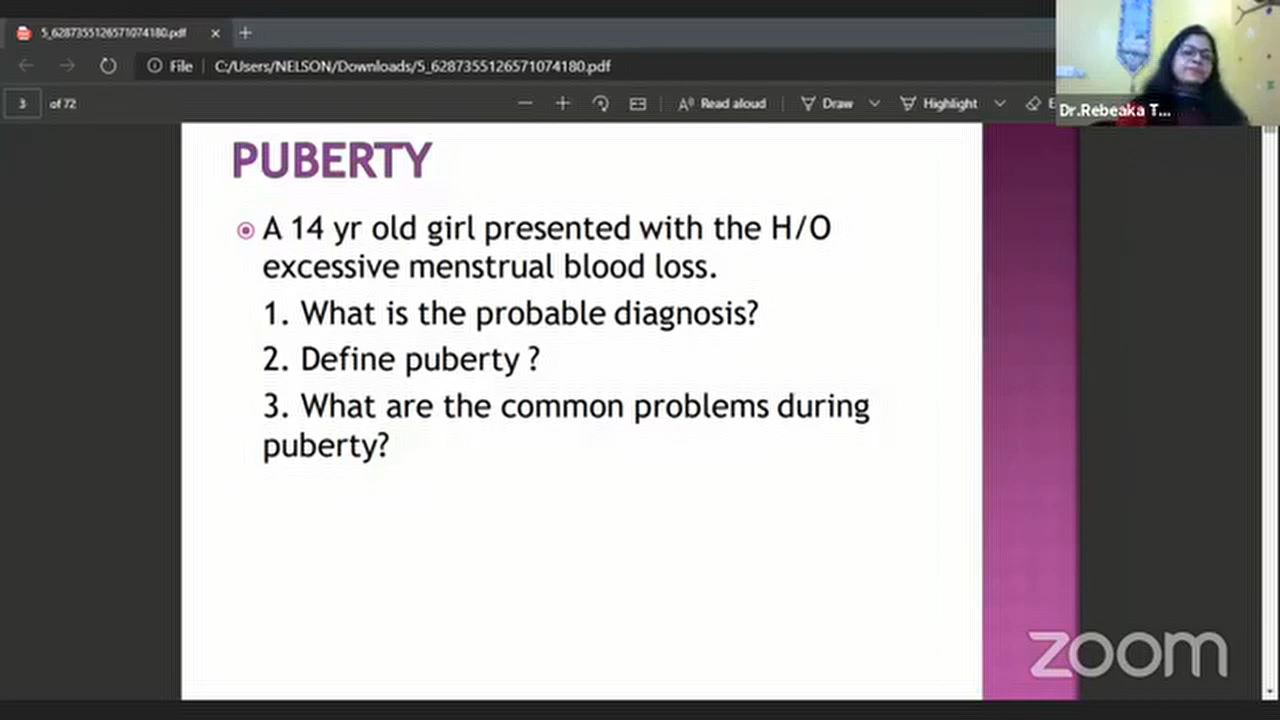 5_6287355126571074180.pdf
File
C:/Users/NELSON/Downloads/5_6287355126571074180.pdf
3 of 72
Read aloud
Draw
Highlight
Dr.Rebeaka T...
PUBERTY
A 14 yr old girl presented with the H/O
excessive menstrual blood loss.
1. What is the probable diagnosis?
2. Define puberty ?
3. What are the common problems during
puberty?
zoom